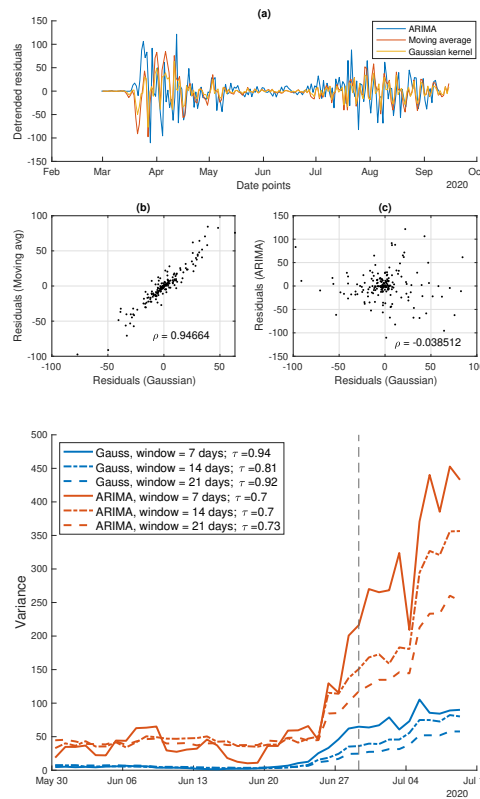 (a)
Detrended residuals
150
100
50
0
-50
-100
-150
ARIMA
Moving average
Gaussian kernel
Feb Mar Apr May Jun Jul Aug Sep Oct
Date points
2020
(b)
Residuals (Moving avg)
100
50
0
-50
-100
ρ = 0.94664
-100 -50 0 50
Residuals (Gaussian)
(c)
Residuals (ARIMA)
150
100
50
0
-50
-100
-150
ρ = -0.038512
-100 -50 0 50 100
Residuals (Gaussian)
Variance
500
450
400
350
300
250
200
150
100
50
0
Gauss, window = 7 days; τ =0.94
Gauss, window = 14 days; τ =0.81
Gauss, window = 21 days; τ =0.92
ARIMA, window = 7 days; τ =0.7
ARIMA, window = 14 days; τ =0.7
ARIMA, window = 21 days; τ =0.73
May 30 Jun 06 Jun 13 Jun 20 Jun 27 Jul 04 Jul 1
2020